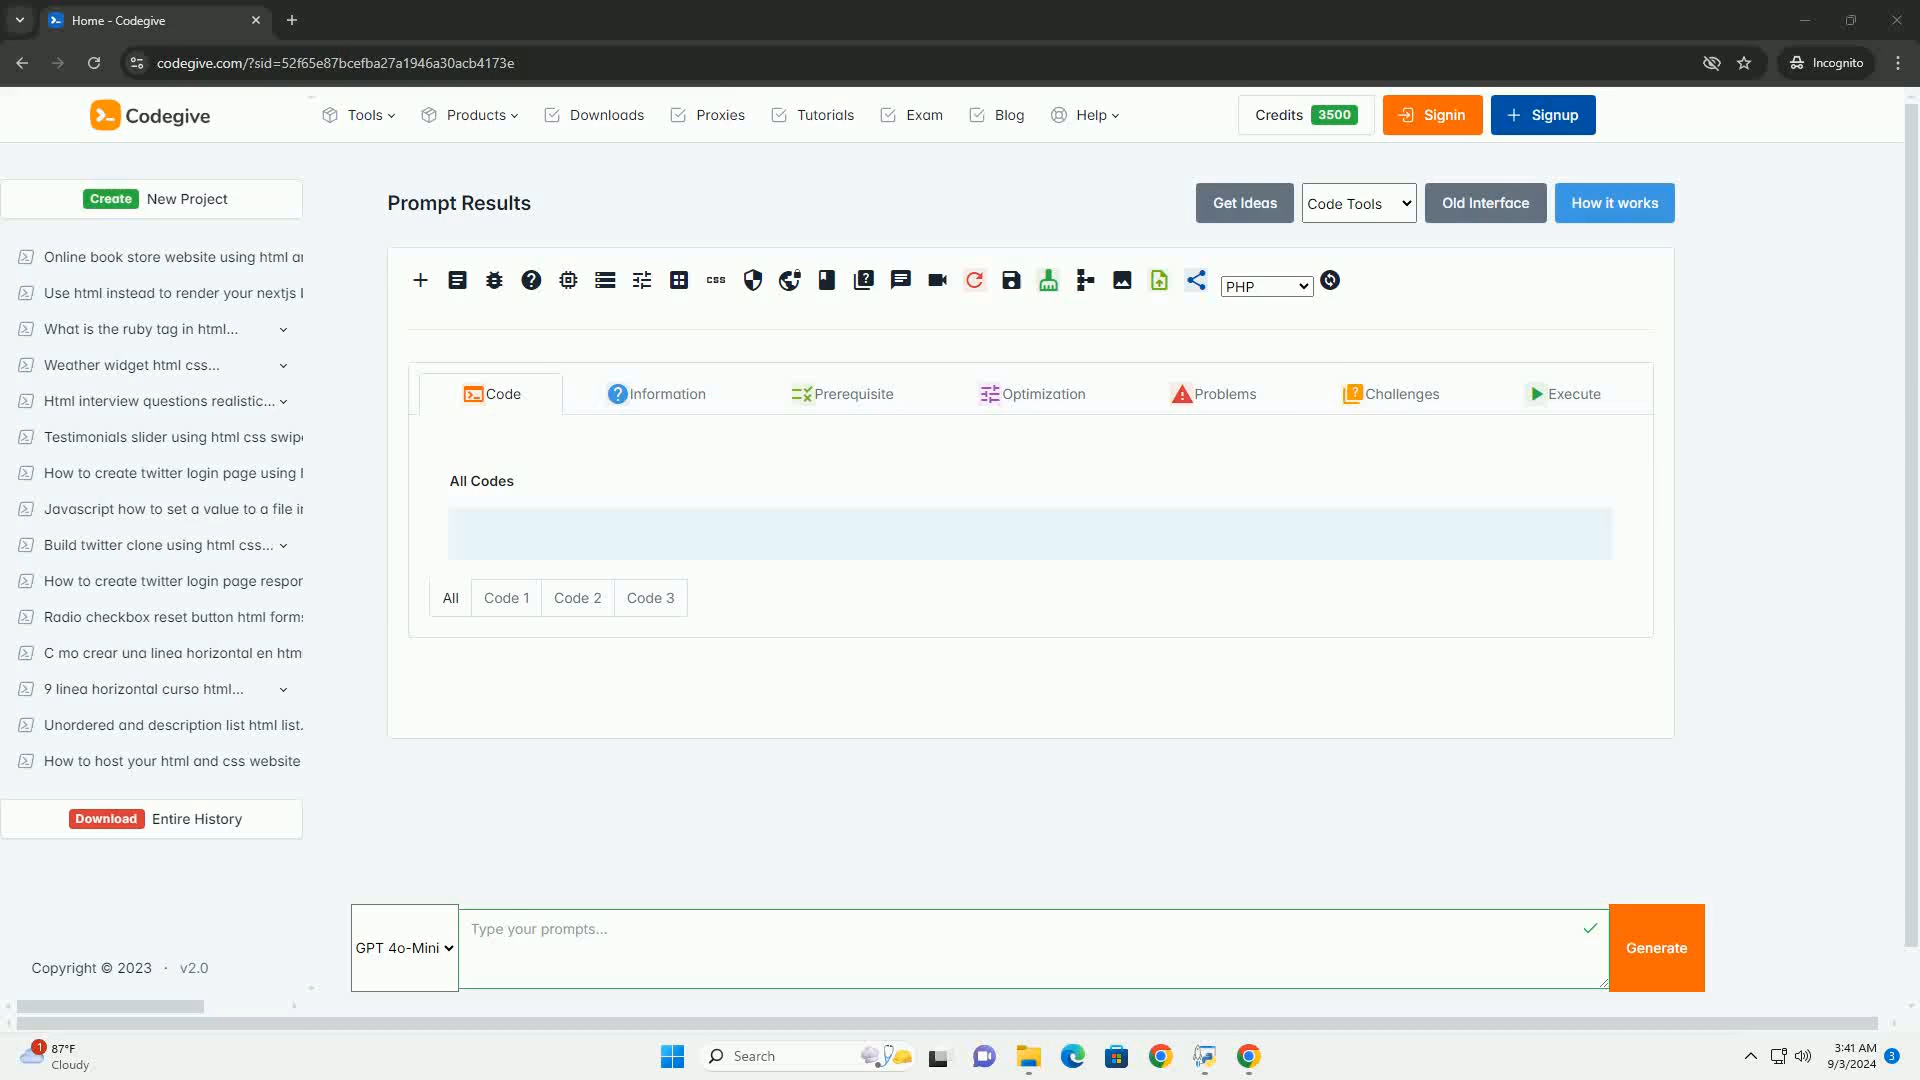 Home - Codegive
codegive.com/?sid=52f65e87bcefba27a1946a30acb4173e
Incognito
Codegive
Tools
Products
Downloads
Proxies
Tutorials
Exam
Blog
Help
Credits 3500
Signin
Signup
Create New Project
Online book store website using html ar
Use html instead to render your nextjs
What is the ruby tag in html...
Weather widget html css...
Html interview questions realistic...
Testimonials slider using html css swip
How to create twitter login page using
Javascript how to set a value to a file in
Build twitter clone using html css...
How to create twitter login page respor
Radio checkbox reset button html forms
C mo crear una linea horizontal en htm
9 linea horizontal curso html...
Unordered and description list html list.
How to host your html and css website
Download Entire History
Copyright © 2023 · v2.0
Prompt Results
Get Ideas
Code Tools
Old Interface
How it works
css
PHP
Code
Information
Prerequisite
Optimization
Problems
Challenges
Execute
All Codes
All
Code 1
Code 2
Code 3
GPT 4o-Mini
Type your prompts...
Generate
1
87°F
Cloudy
Search
3:41 AM
9/3/2024
3